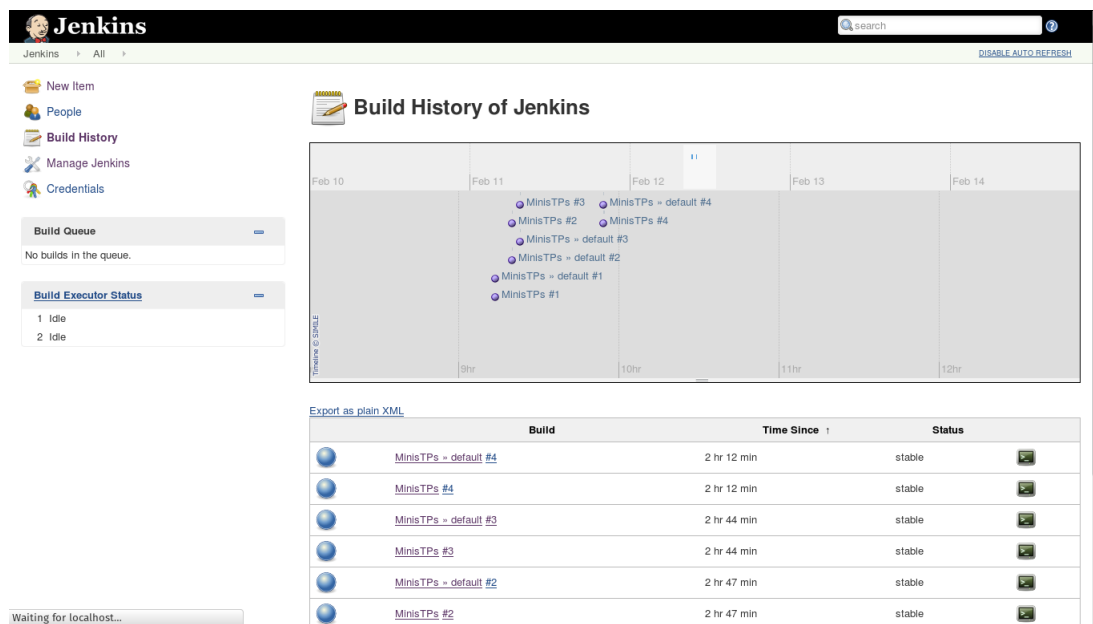 Jenkins
search
Jenkins All
DISABLE AUTO REFRESH
New Item
People
Build History
Manage Jenkins
Credentials
Build Queue
No builds in the queue.
Build Executor Status
1 Idle
2 Idle
Build History of Jenkins
Feb 10 Feb 11 Feb 12 Feb 13 Feb 14
MinisTPs #3 MinisTPs » default #4
MinisTPs #2 MinisTPs #4
MinisTPs » default #3
MinisTPs » default #2
MinisTPs » default #1
MinisTPs #1
Timeline © SIMILE
9hr 10hr 11hr 12hr
Export as plain XML
Build Time Since ↑ Status
MinisTPs » default #4 2 hr 12 min stable
MinisTPs #4 2 hr 12 min stable
MinisTPs » default #3 2 hr 44 min stable
MinisTPs #3 2 hr 44 min stable
MinisTPs » default #2 2 hr 47 min stable
MinisTPs #2 2 hr 47 min stable
Waiting for localhost...